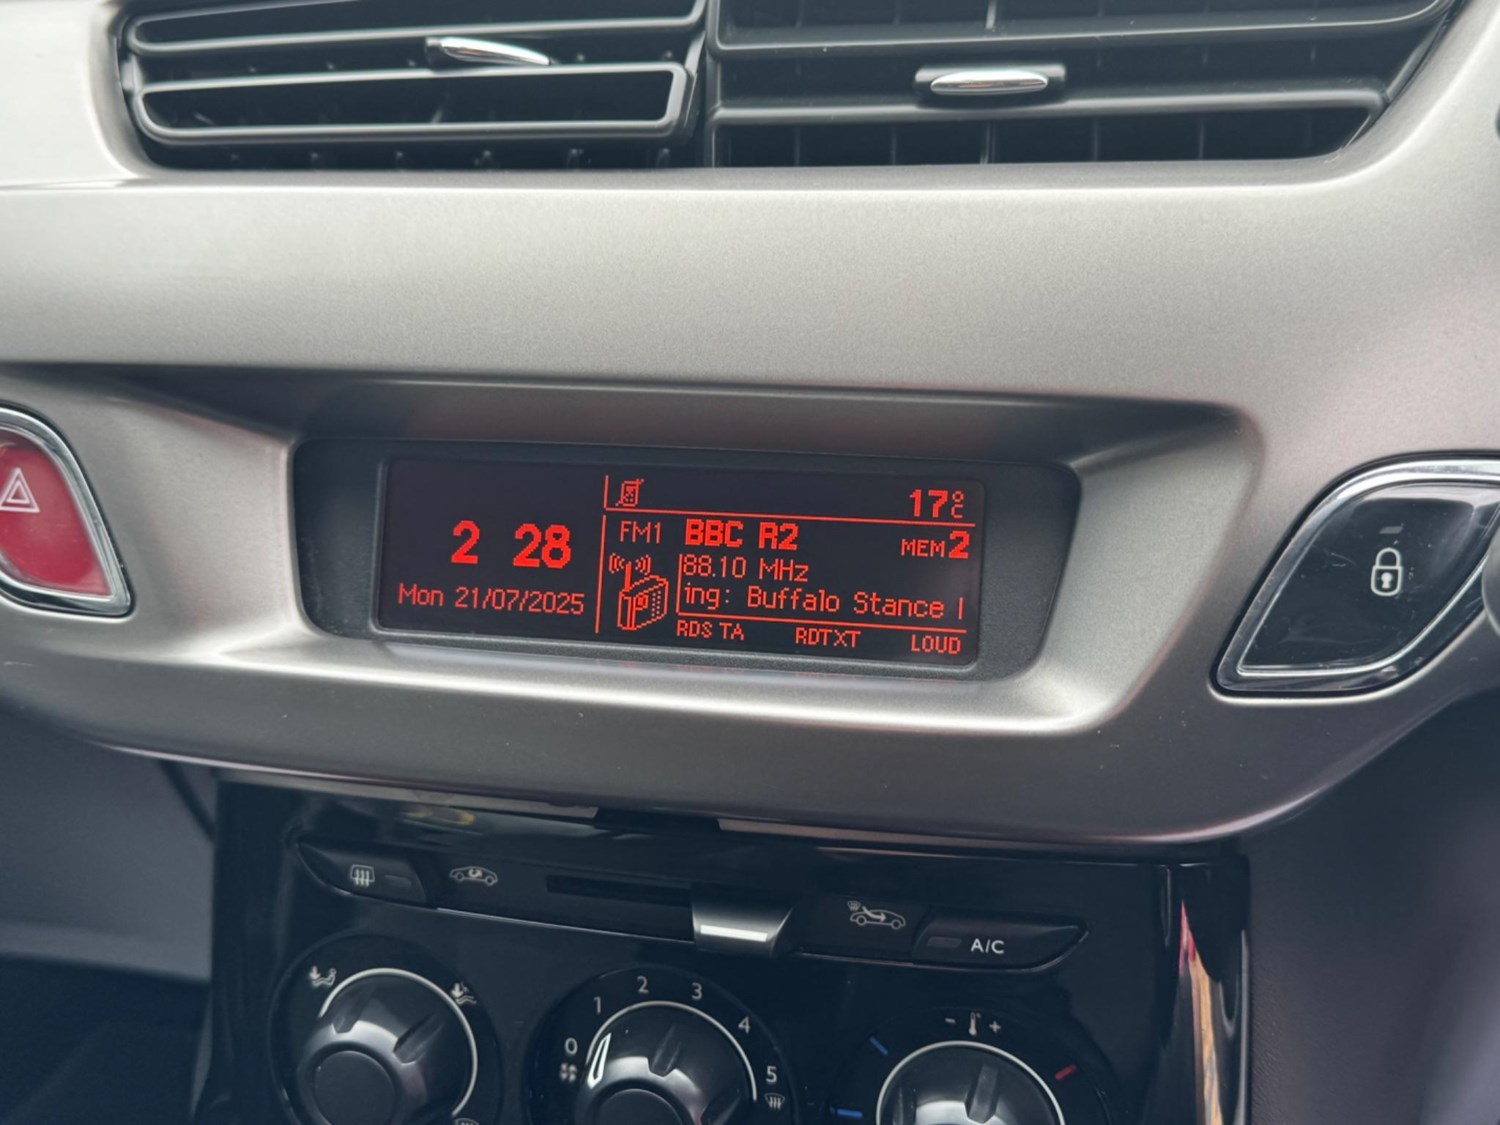 17°C
2 28
Mon 21/07/2025
FM1 BBC R2 MEM2
88.10 MHz
ing: Buffalo Stance
RDS TA RDTXT LOUD
A/C
0 1 2 3 4 5
- +